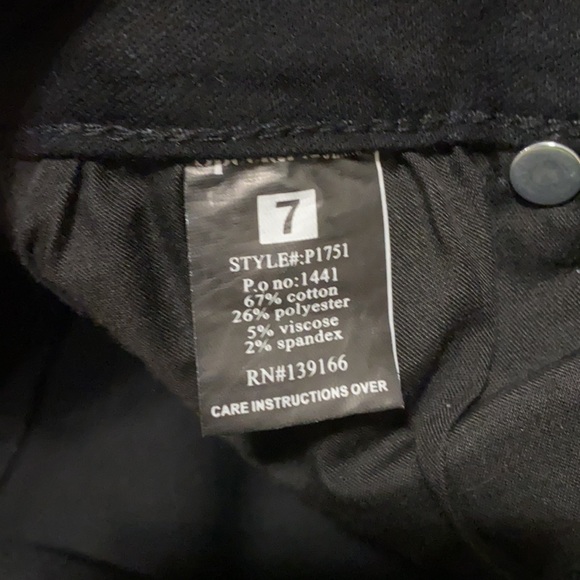 7
STYLE#:P1751
P.o no:1441
67% cotton
26% polyester
5% viscose
2% spandex
RN#139166
CARE INSTRUCTIONS OVER